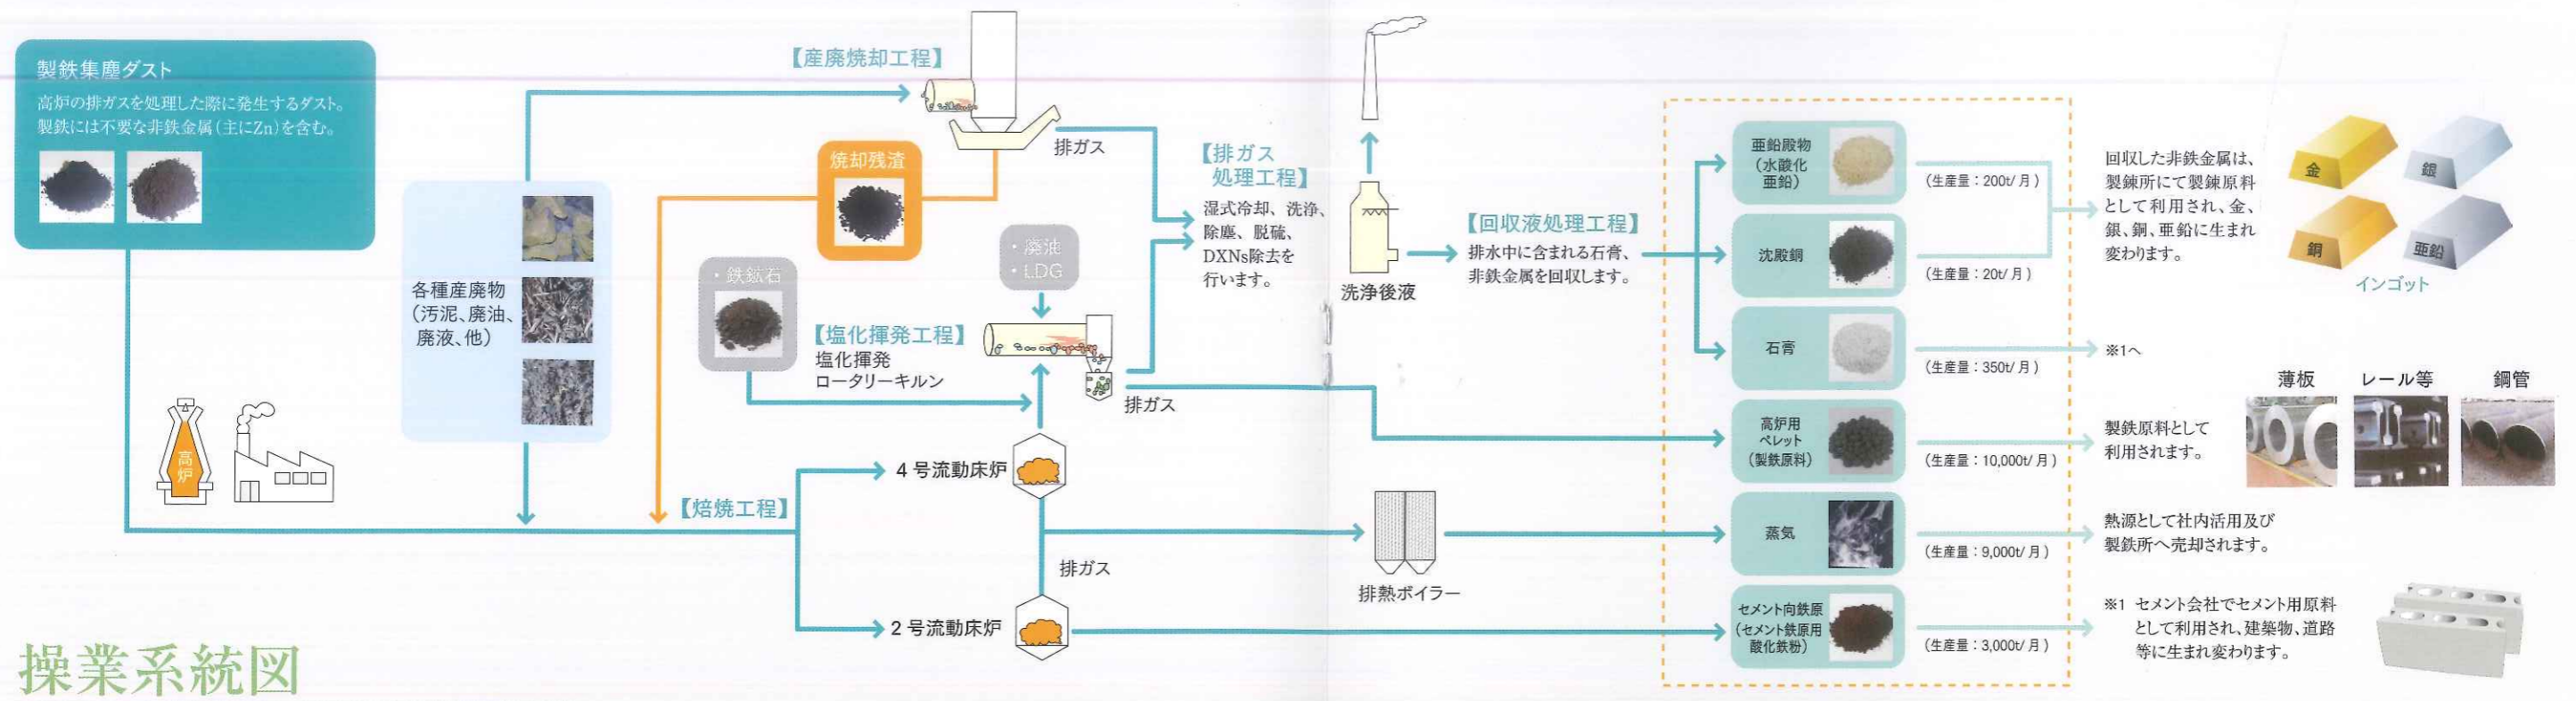 製鉄集塵ダスト
高炉の排ガスを処理した際に発生するダスト。
製鉄には不要な非鉄金属(主にZn)を含む。
高
炉
各種産廃物
(汚泥、廃油、
廃液、他)
【産廃焼却工程】
排ガス
焼却残渣
・鉄鉱石
・廃油
・LDG
【塩化揮発工程】
塩化揮発
ロータリーキルン
排ガス
【焙焼工程】
4号流動床炉
排ガス
2号流動床炉
【排ガス
処理工程】
湿式冷却、洗浄、
除塵、脱硫、
DXNs除去を
行います。
洗浄後液
【回収液処理工程】
排水中に含まれる石膏、
非鉄金属を回収します。
排熱ボイラー
亜鉛殿物
(水酸化
亜鉛)
(生産量:200t/月)
沈殿銅
(生産量:20t/月)
石膏
(生産量:350t/月)
高炉用
ペレット
(製鉄原料)
(生産量:10,000t/月)
蒸気
(生産量:9,000t/月)
セメント向鉄原
(セメント鉄原用
酸化鉄粉)
(生産量:3,000t/月)
回収した非鉄金属は、
製錬所にて製錬原料
として利用され、金、
銀、銅、亜鉛に生まれ
変わります。
金
銀
銅
亜鉛
インゴット
※1へ
薄板
レール等
鋼管
製鉄原料として
利用されます。
熱源として社内活用及び
製鉄所へ売却されます。
※1 セメント会社でセメント用原料
として利用され、建築物、道路
等に生まれ変わります。
操業系統図